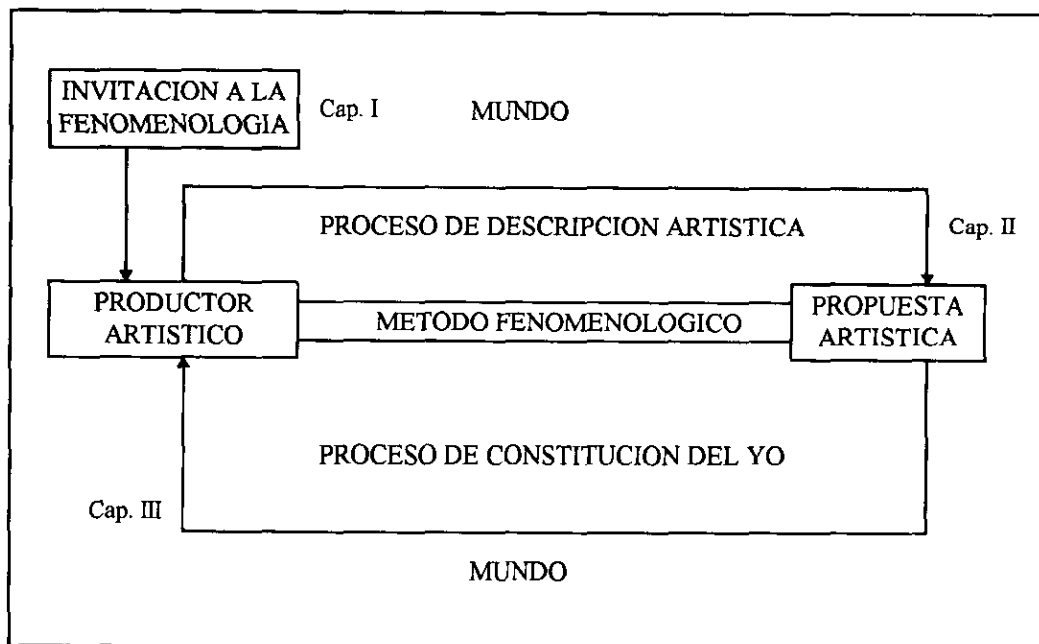 INVITACION A LA
FENOMENOLOGIA
Cap. I
MUNDO
PROCESO DE DESCRIPCION ARTISTICA
Cap. II
PRODUCTOR
ARTISTICO
METODO FENOMENOLOGICO
PROPUESTA
ARTISTICA
PROCESO DE CONSTITUCION DEL YO
Cap. III
MUNDO